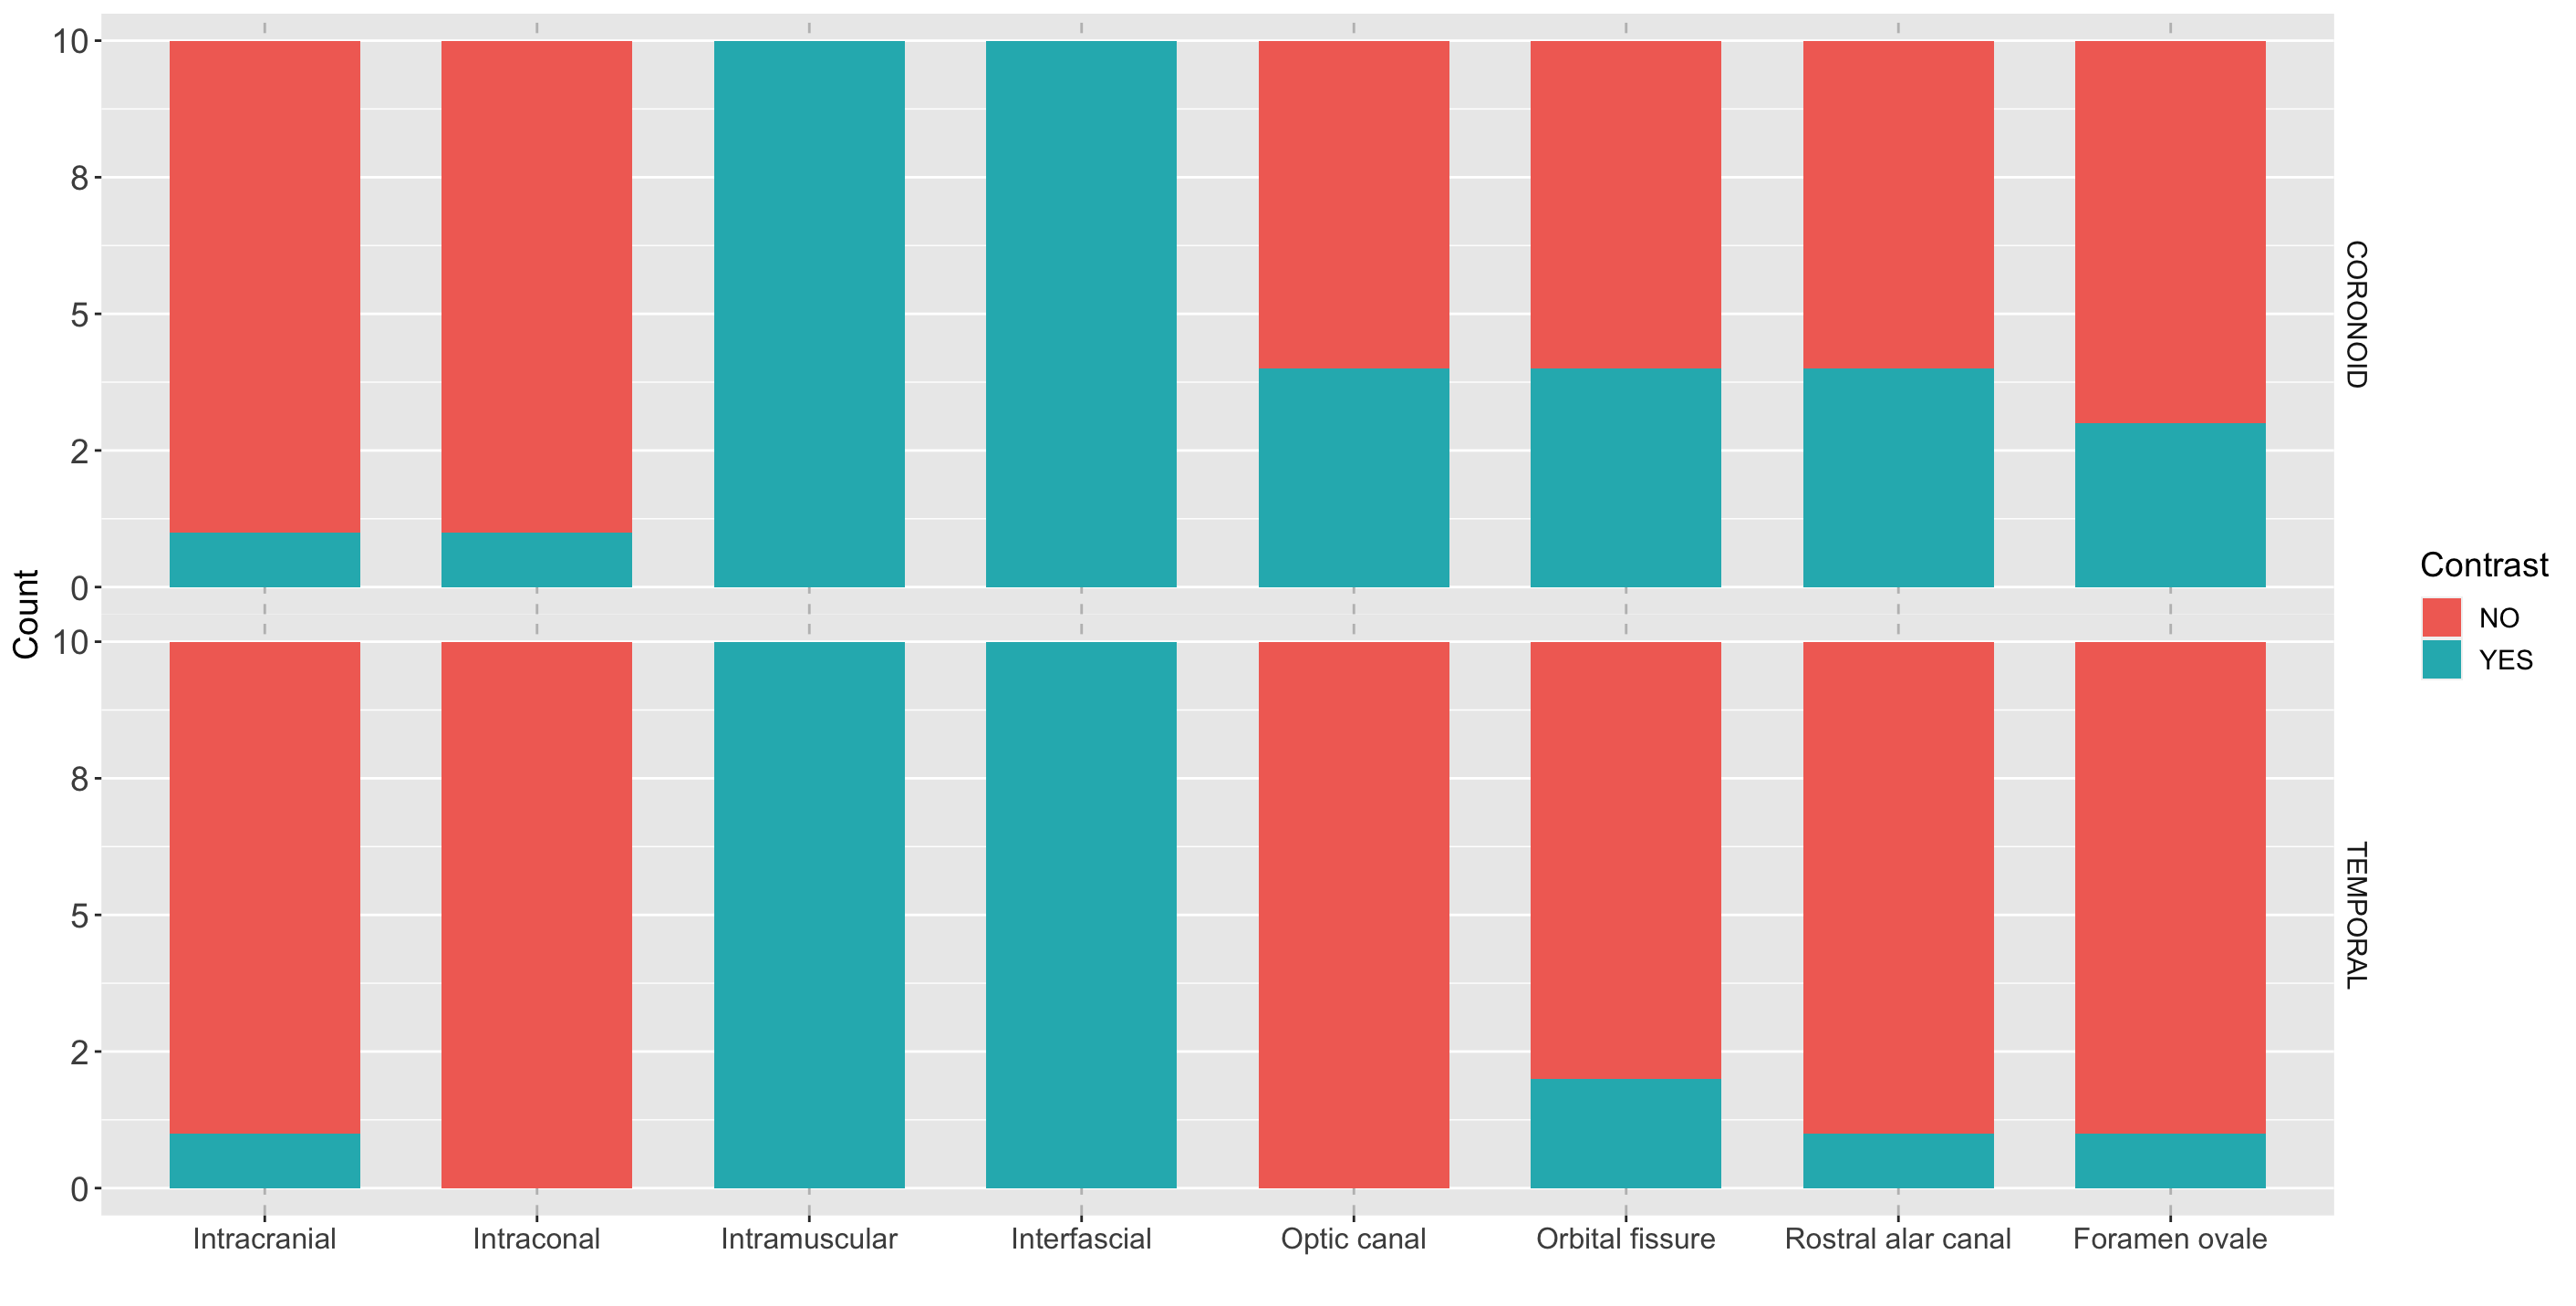 Count
10
8
5
2
0
CORONOID
10
8
5
2
0
TEMPORAL
Intracranial
Intraconal
Intramuscular
Interfascial
Optic canal
Orbital fissure
Rostral alar canal
Foramen ovale
Contrast
NO
YES